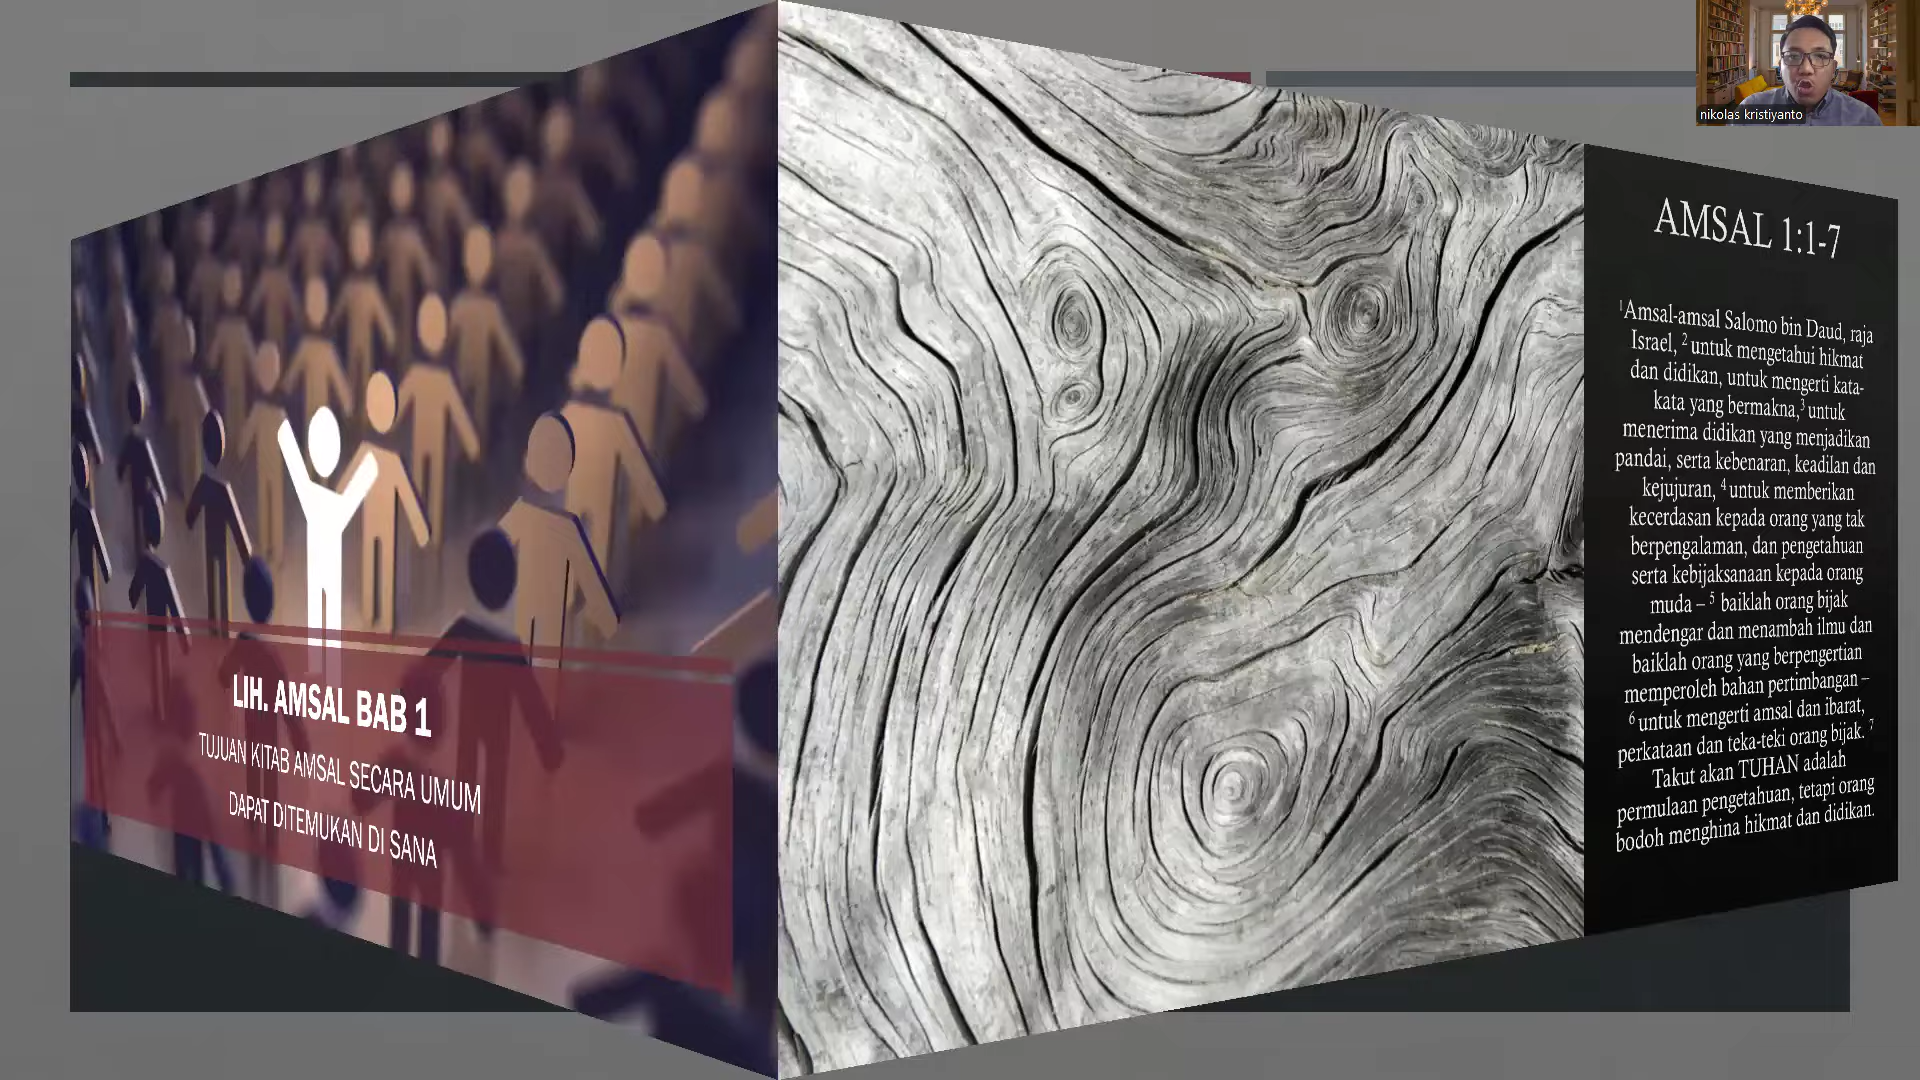 LIH. AMSAL BAB 1
TUJUAN KITAB AMSAL SECARA UMUM
DAPAT DITEMUKAN DI SANA
nikolas kristiyanto
AMSAL 1:1-7
1Amsal-amsal Salomo bin Daud, raja
Israel, 2 untuk mengetahui hikmat
dan didikan, untuk mengerti kata-
kata yang bermakna,3 untuk
menerima didikan yang menjadikan
pandai, serta kebenaran, keadilan dan
kejujuran, 4 untuk memberikan
kecerdasan kepada orang yang tak
berpengalaman, dan pengetahuan
serta kebijaksanaan kepada orang
muda – 5 baiklah orang bijak
mendengar dan menambah ilmu dan
baiklah orang yang berpengertian
memperoleh bahan pertimbangan –
6 untuk mengerti amsal dan ibarat,
perkataan dan teka-teki orang bijak. 7
Takut akan TUHAN adalah
permulaan pengetahuan, tetapi orang
bodoh menghina hikmat dan didikan.